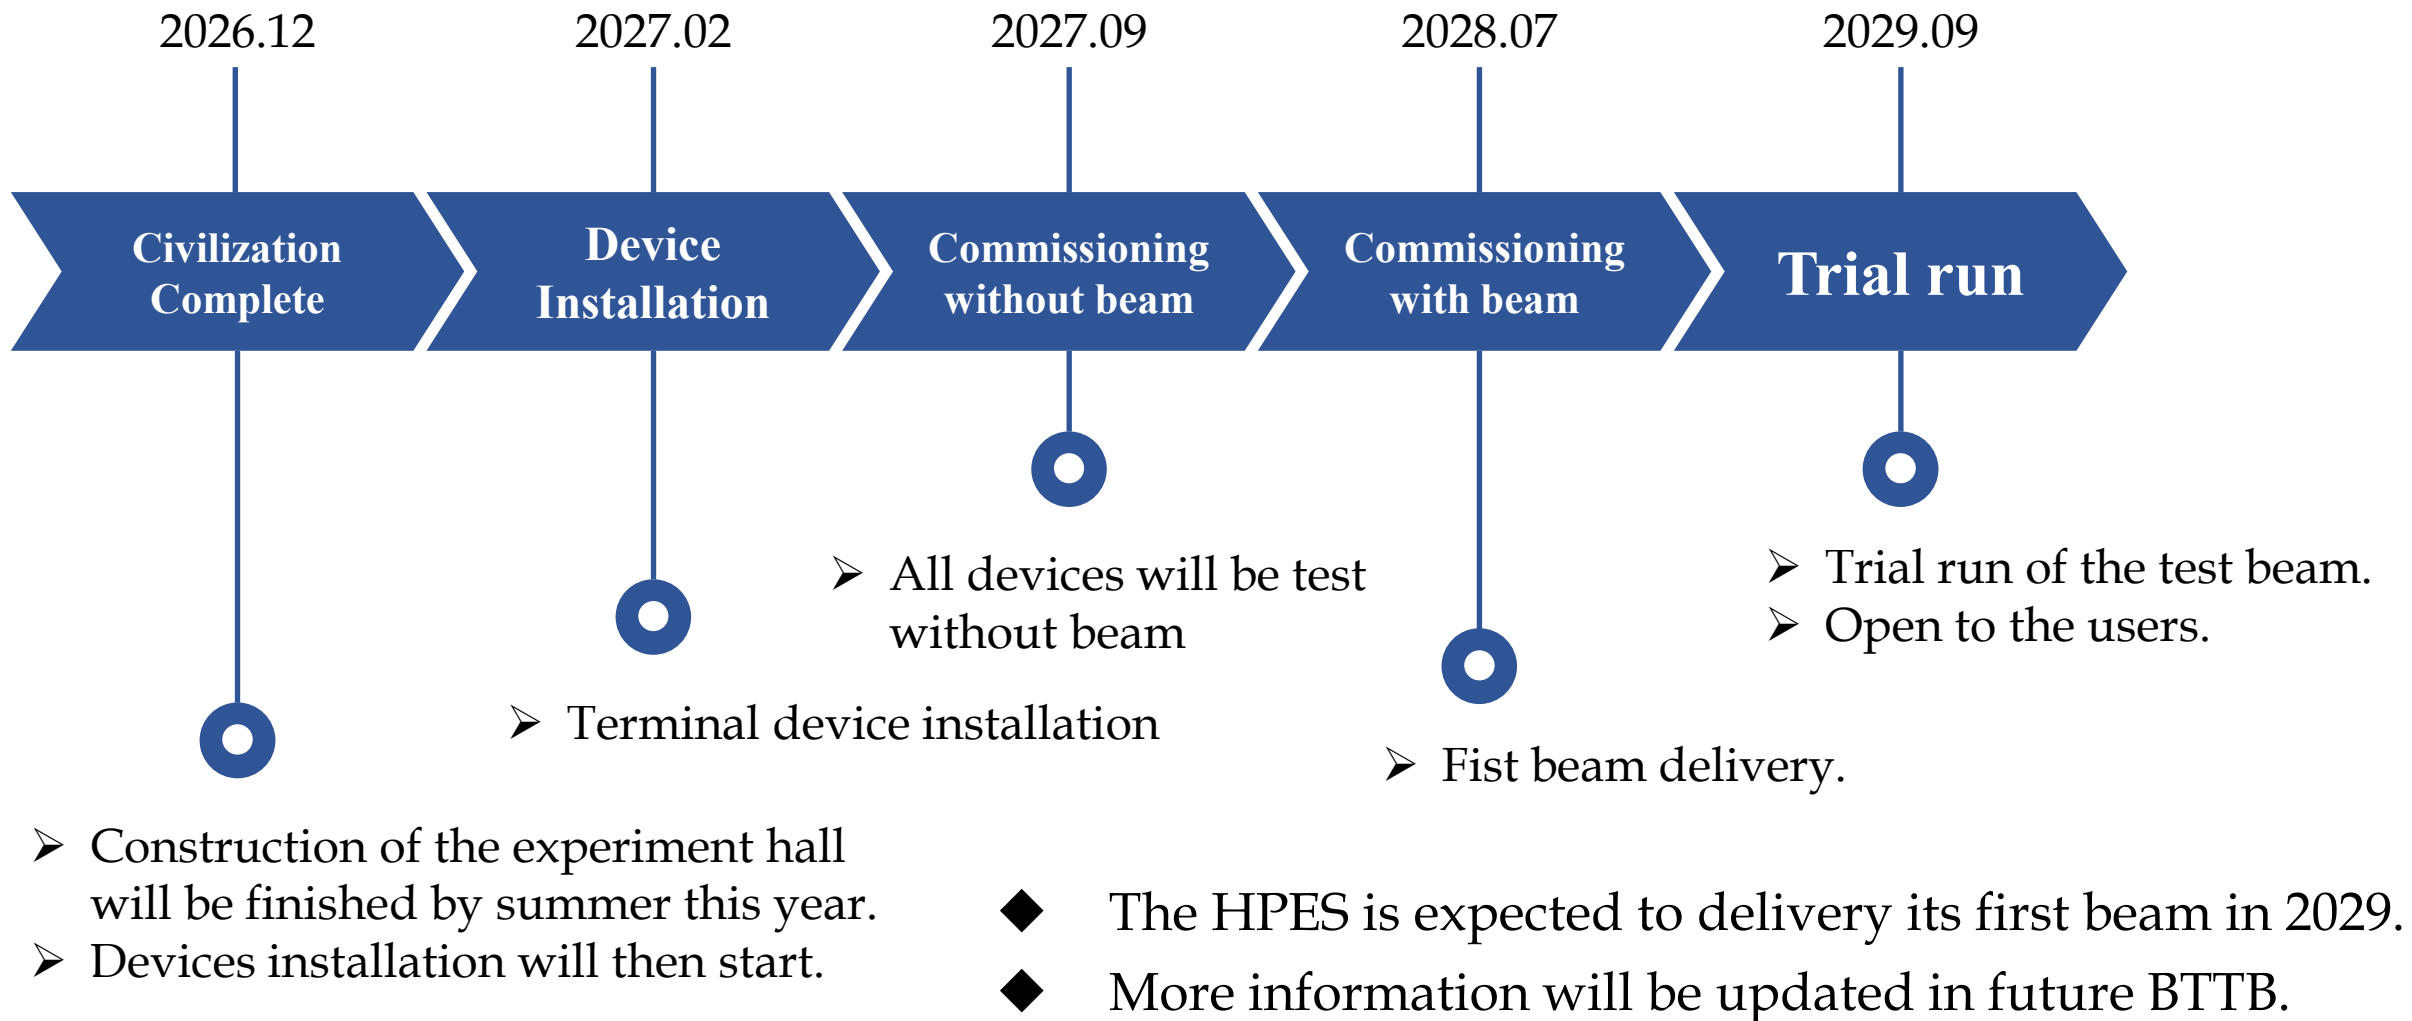 2026.12
2027.02
2027.09
2028.07
2029.09
Civilization
Complete
Device
Installation
Commissioning
without beam
Commissioning
with beam
Trial run
➢ All devices will be test
without beam
➢ Trial run of the test beam.
➢ Open to the users.
➢ Terminal device installation
➢ Fist beam delivery.
➢ Construction of the experiment hall
will be finished by summer this year.
➢ Devices installation will then start.
◆ The HPES is expected to delivery its first beam in 2029.
◆ More information will be updated in future BTTB.